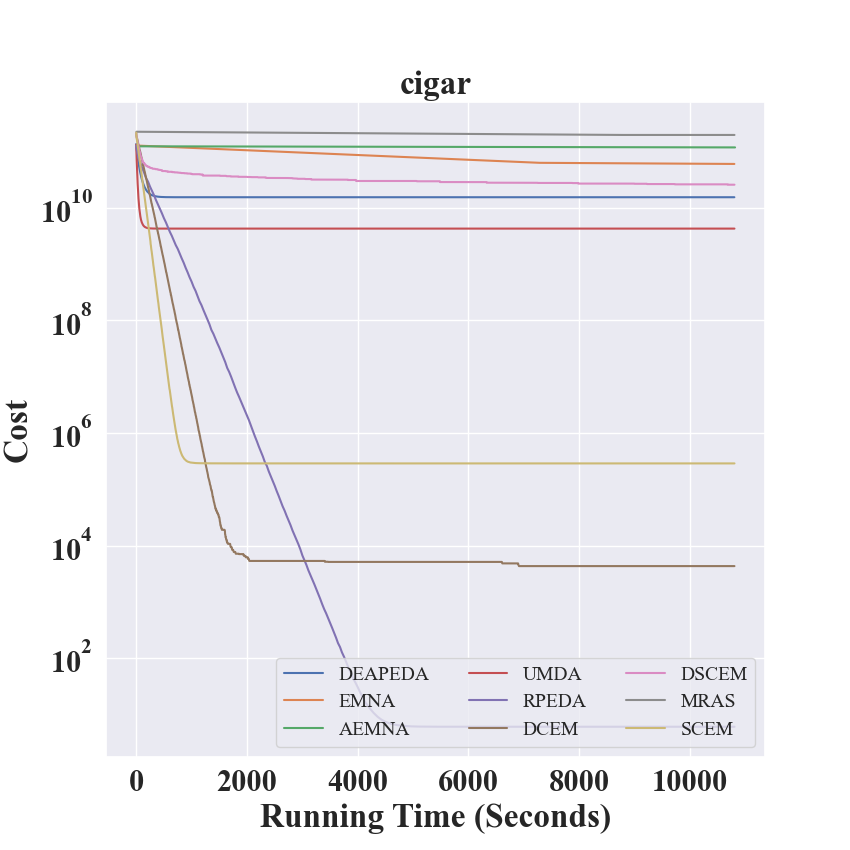 cigar
Cost
10^10
10^8
10^6
10^4
10^2
DEAPEDA UMDA DSCEM
EMNA RPEDA MRAS
AEMNA DCEM SCEM
0 2000 4000 6000 8000 10000
Running Time (Seconds)